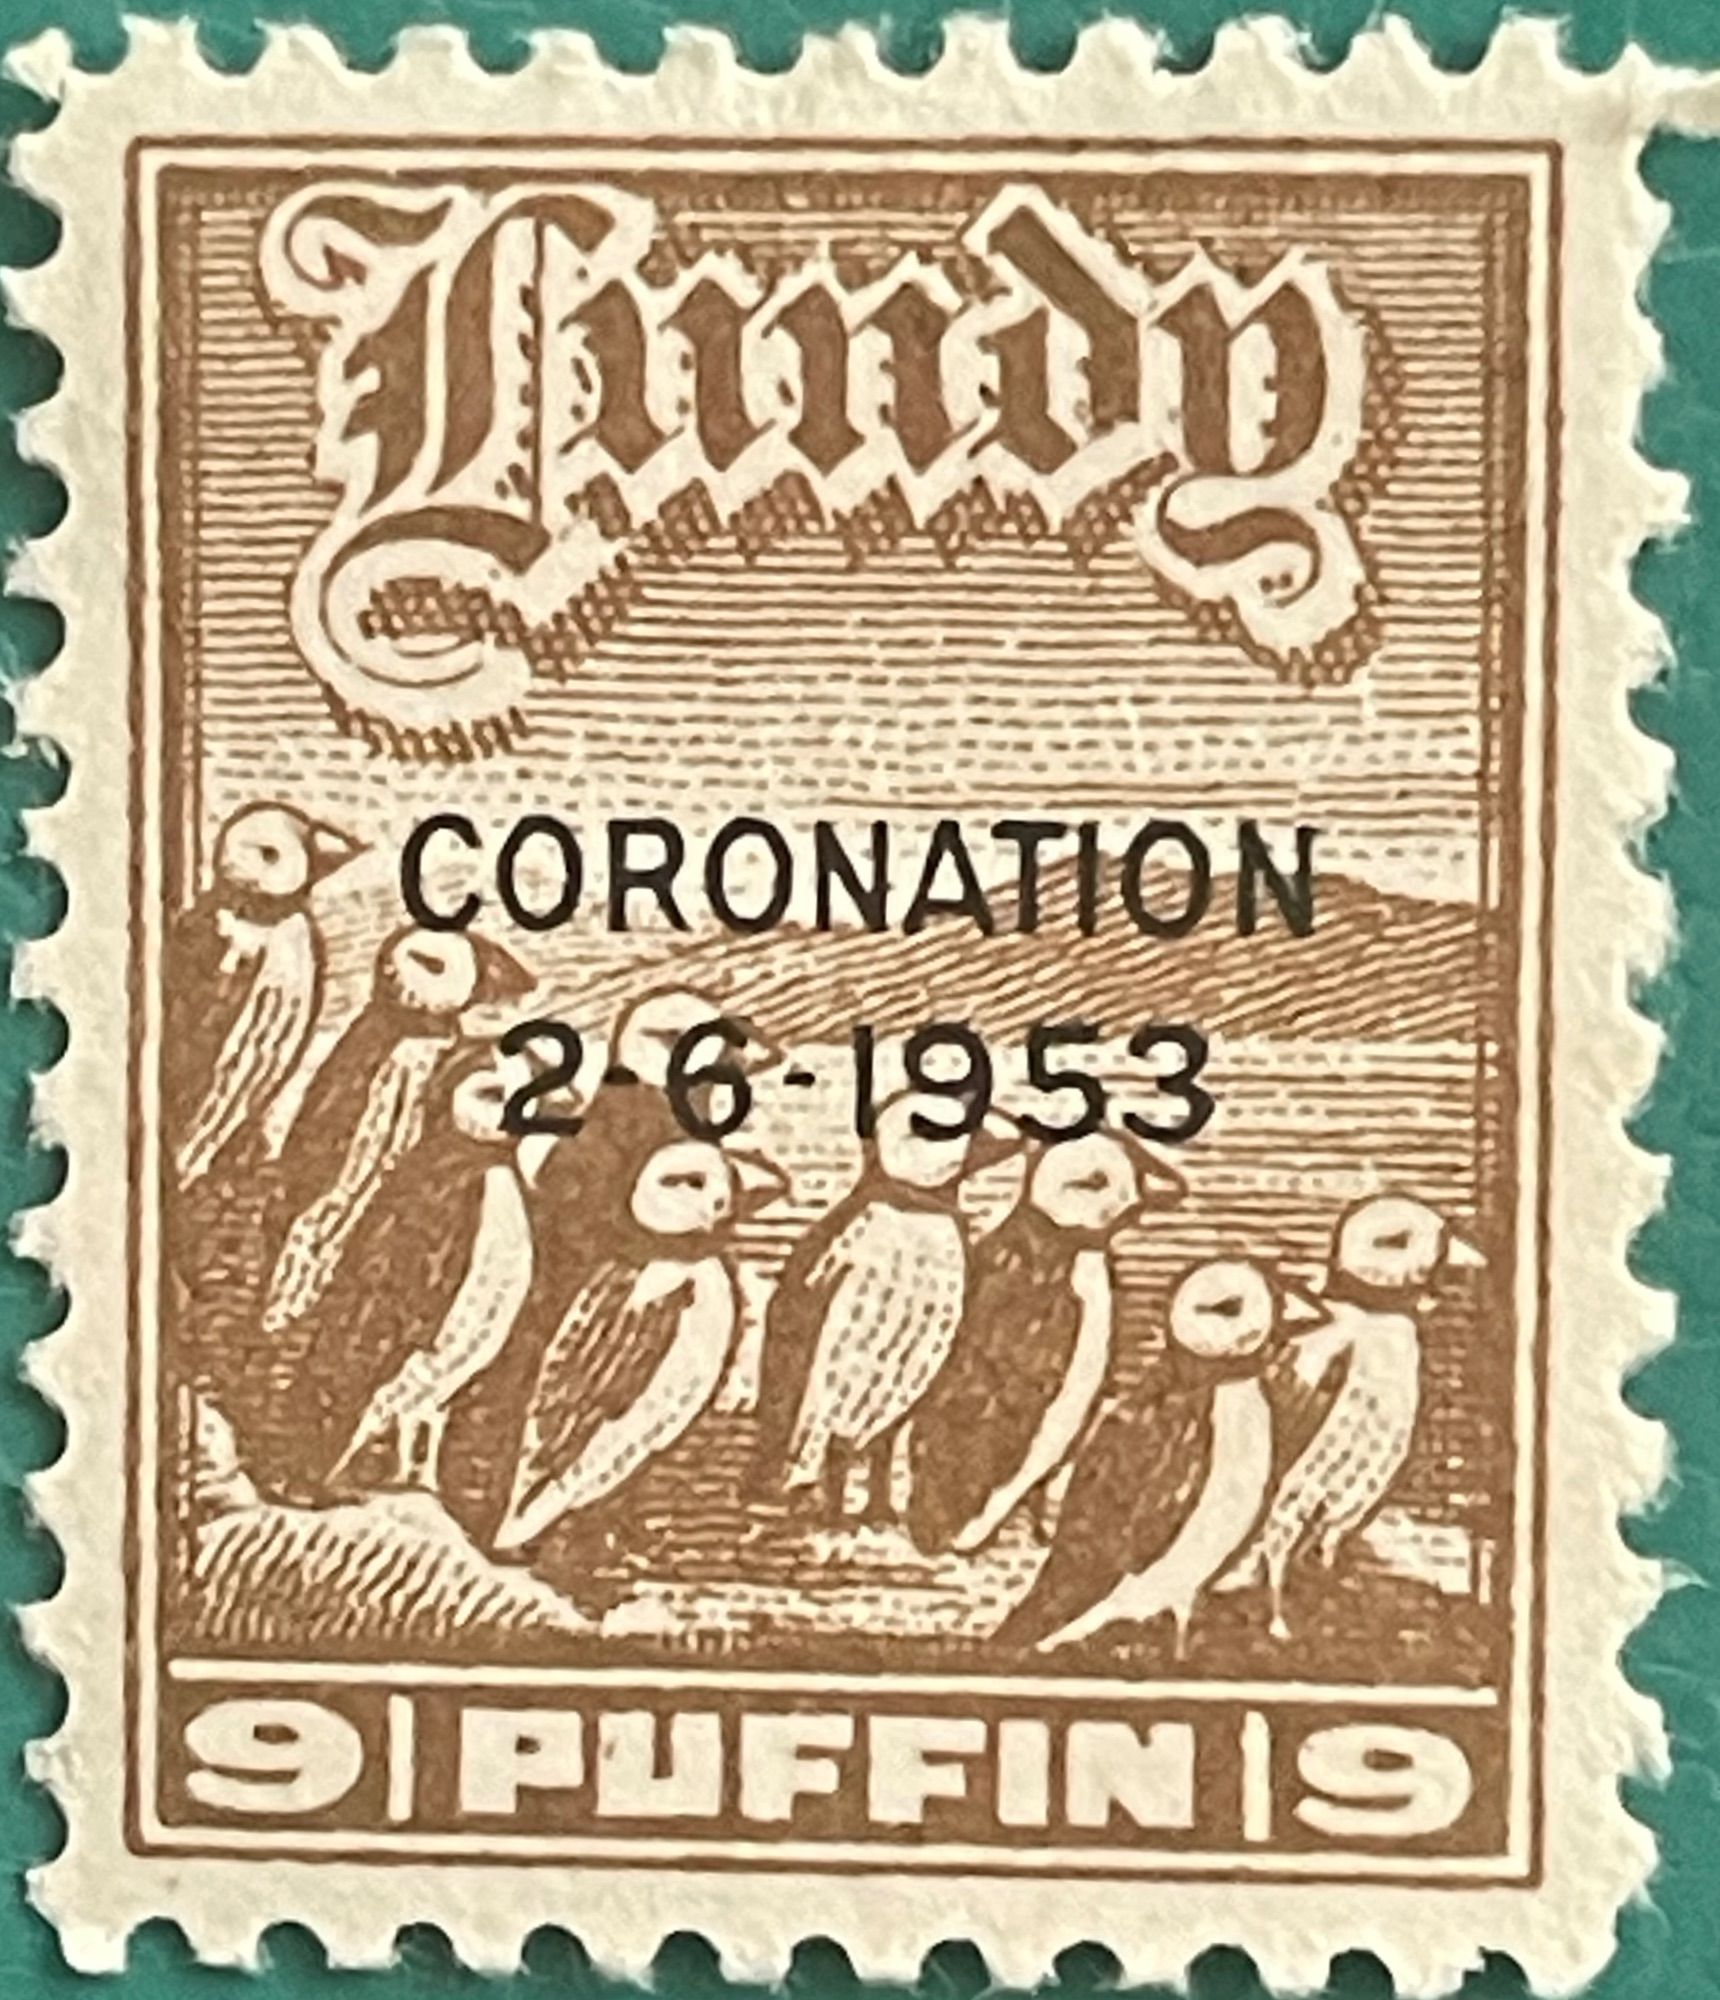 Lundy
CORONATION
2-6-1953
9 PUFFIN 9